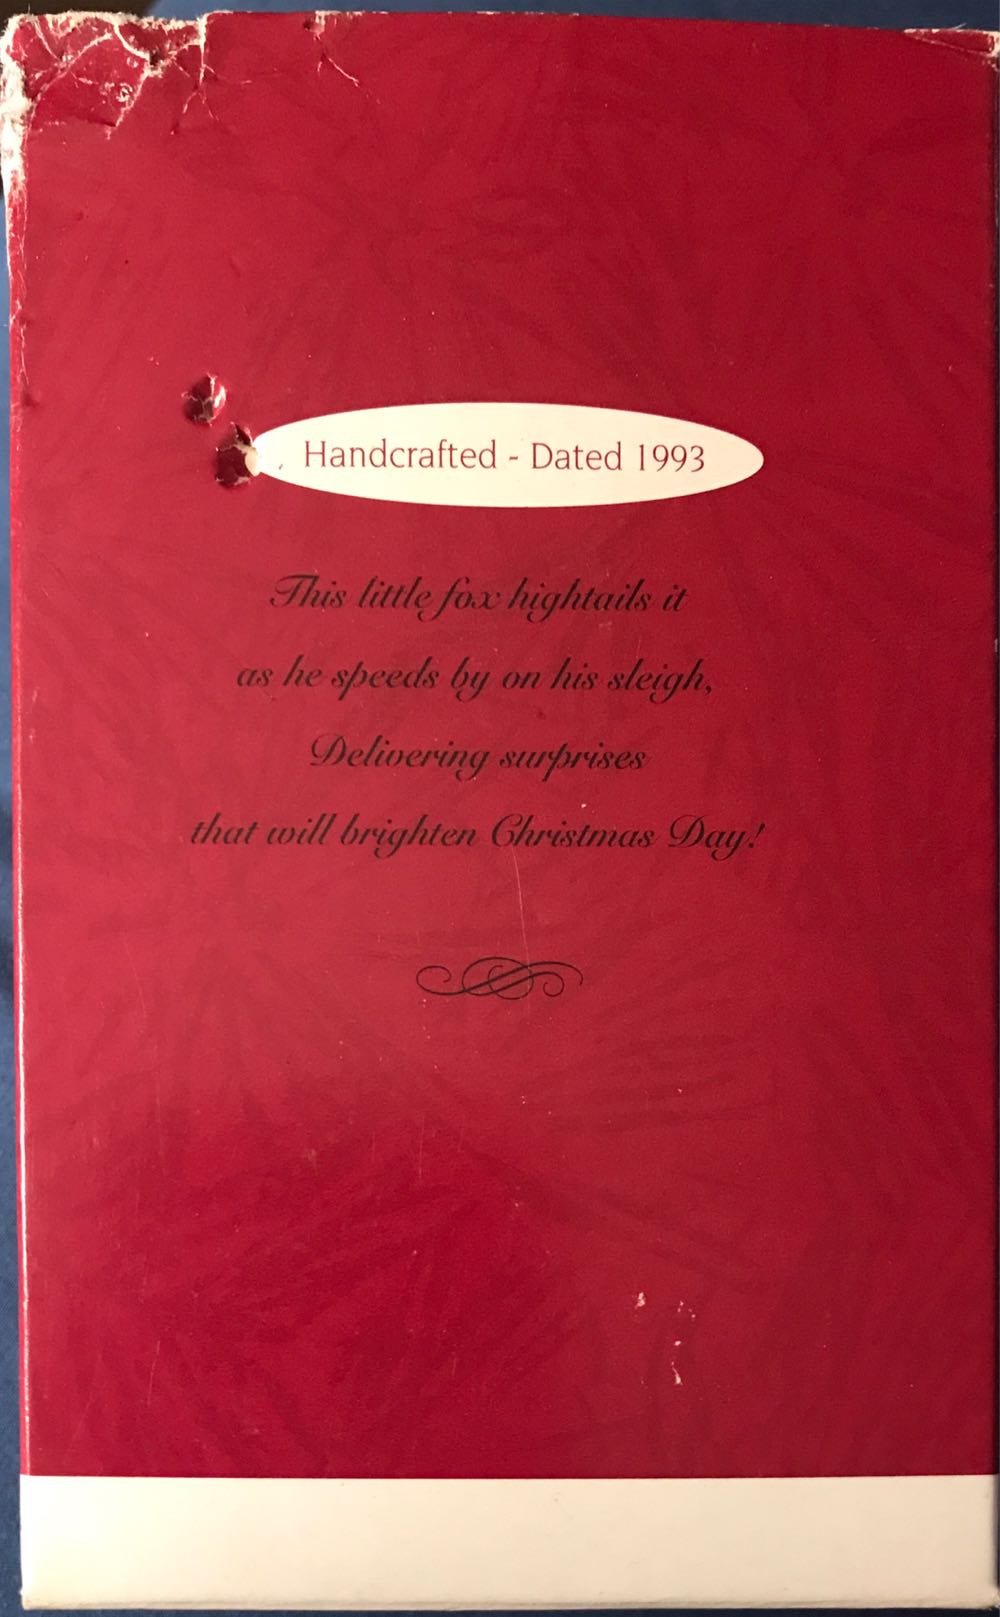 Handcrafted - Dated 1993
This little fox hightails it
as he speeds by on his sleigh,
Delivering surprises
that will brighten Christmas Day!